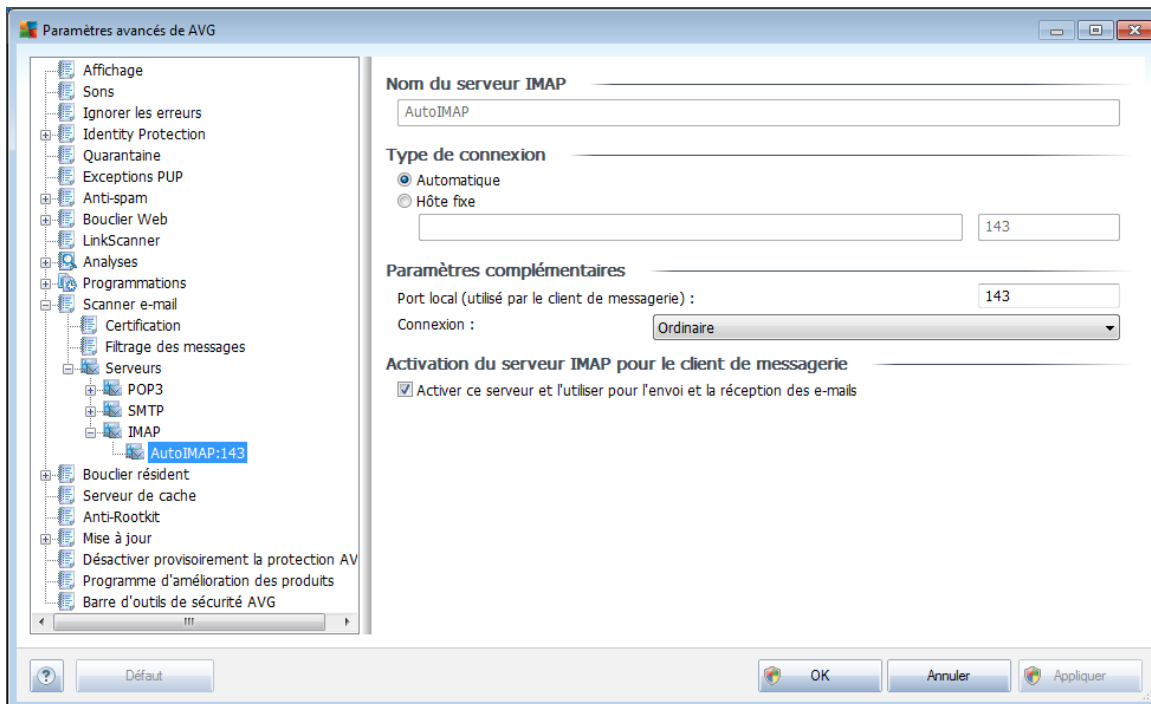 Paramètres avancés de AVG
Affichage
Sons
Ignorer les erreurs
Identity Protection
Quarantaine
Exceptions PUP
Anti-spam
Bouclier Web
LinkScanner
Analyses
Programmations
Scanner e-mail
Certification
Filtrage des messages
Serveurs
POP3
SMTP
IMAP
AutoIMAP:143
Bouclier résident
Serveur de cache
Anti-Rootkit
Mise à jour
Désactiver provisoirement la protection AV
Programme d'amélioration des produits
Barre d'outils de sécurité AVG
Nom du serveur IMAP
AutoIMAP
Type de connexion
Automatique
Hôte fixe
143
Paramètres complémentaires
Port local (utilisé par le client de messagerie) : 143
Connexion : Ordinaire
Activation du serveur IMAP pour le client de messagerie
Activer ce serveur et l'utiliser pour l'envoi et la réception des e-mails
? Défaut OK Annuler Appliquer